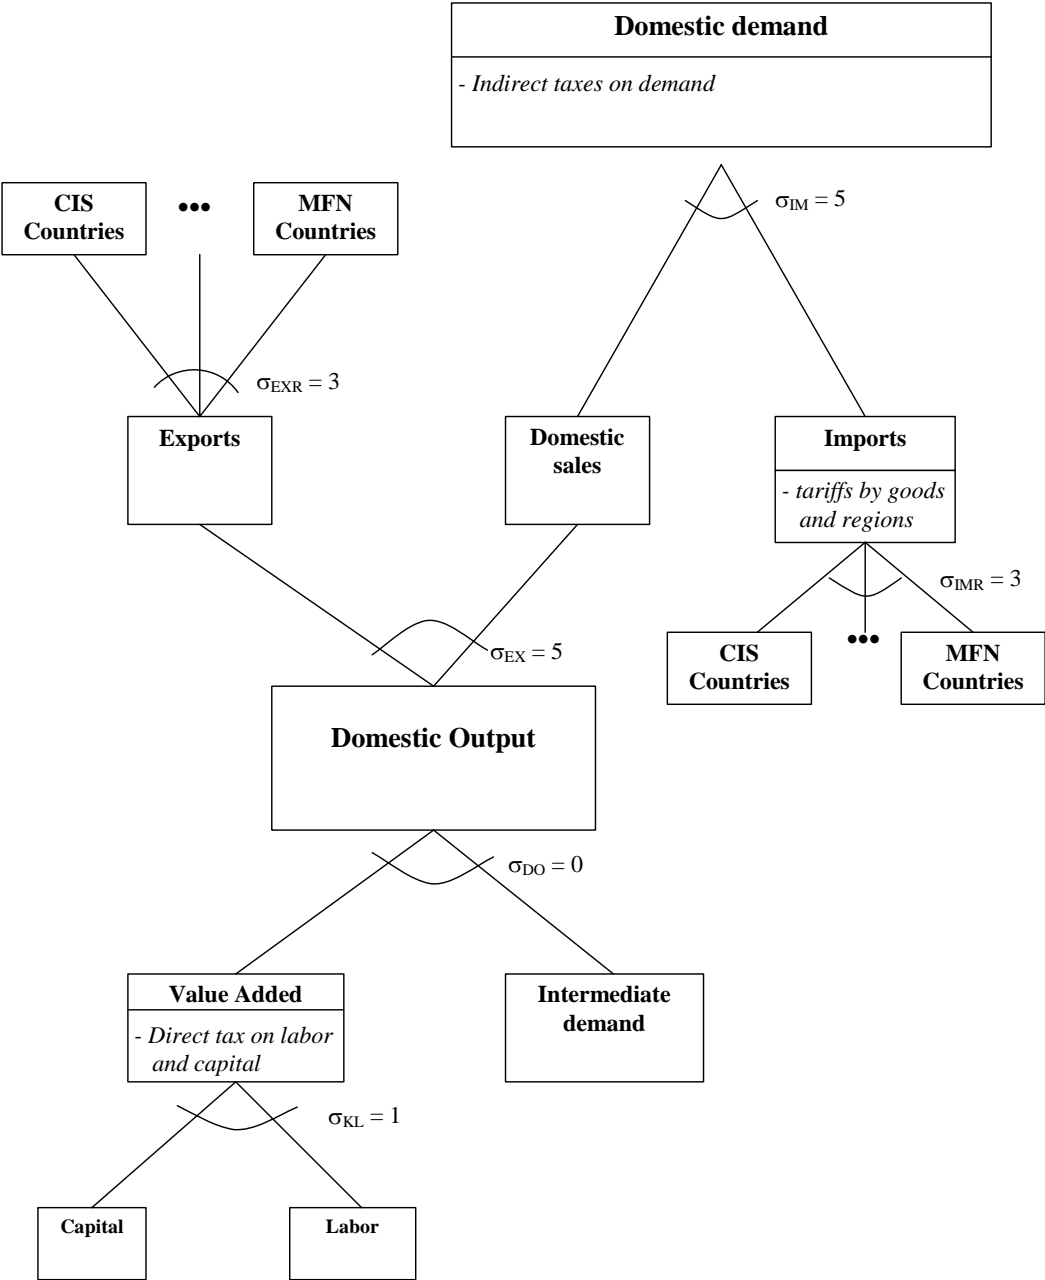 Domestic demand
- Indirect taxes on demand
CIS
Countries
•••
MFN
Countries
σIM = 5
σEXR = 3
Exports
Domestic
sales
Imports
- tariffs by goods
and regions
σIMR = 3
CIS
Countries
•••
MFN
Countries
σEX = 5
Domestic Output
σDO = 0
Value Added
- Direct tax on labor
and capital
Intermediate
demand
σKL = 1
Capital
Labor